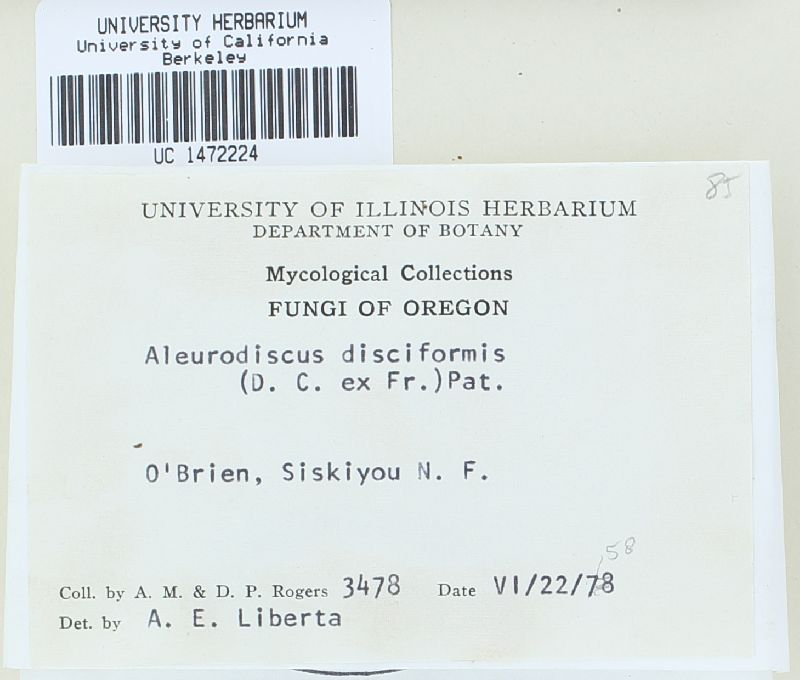 UNIVERSITY HERBARIUM
University of California
Berkeley
UC 1472224
85
UNIVERSITY OF ILLINOIS HERBARIUM
DEPARTMENT OF BOTANY
Mycological Collections
FUNGI OF OREGON
Aleurodiscus disciformis
(D. C. ex Fr.)Pat.
O'Brien, Siskiyou N. F.
58
Coll. by A. M. & D. P. Rogers 3478 Date VI/22/78
Det. by A. E. Liberta